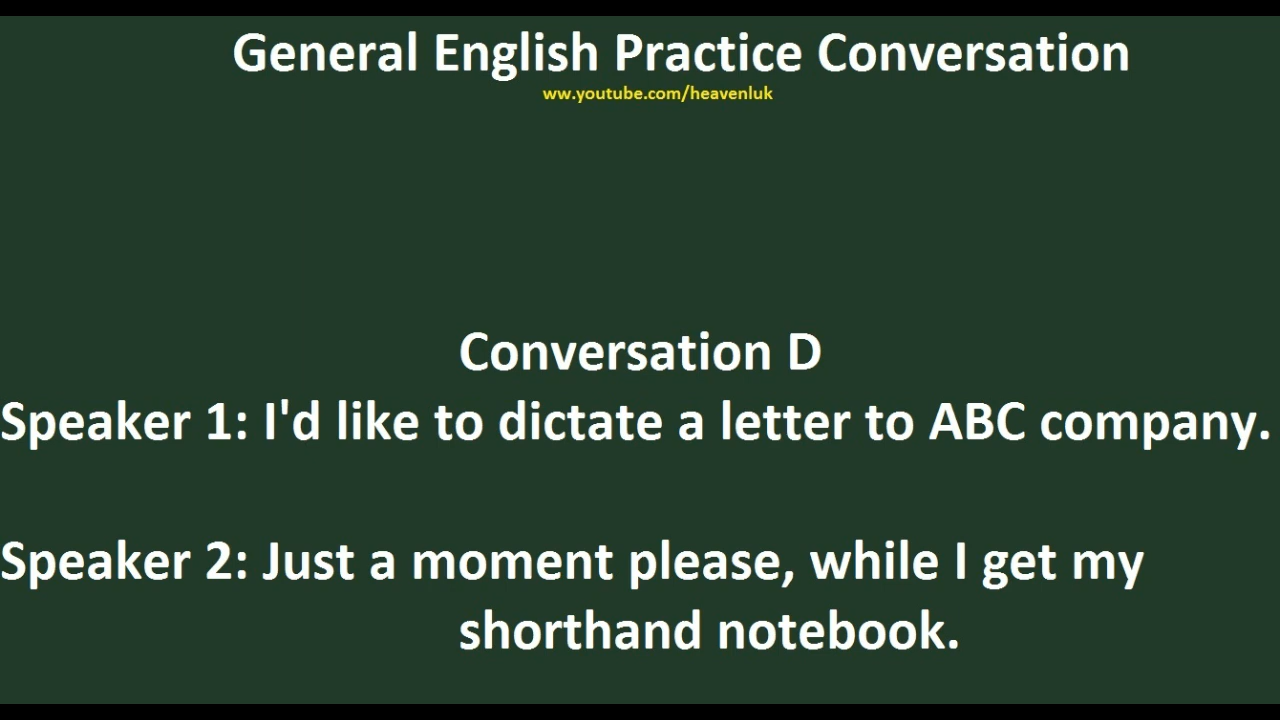 General English Practice Conversation
ww.youtube.com/heavenluk
Conversation D
Speaker 1: I'd like to dictate a letter to ABC company.
Speaker 2: Just a moment please, while I get my
shorthand notebook.